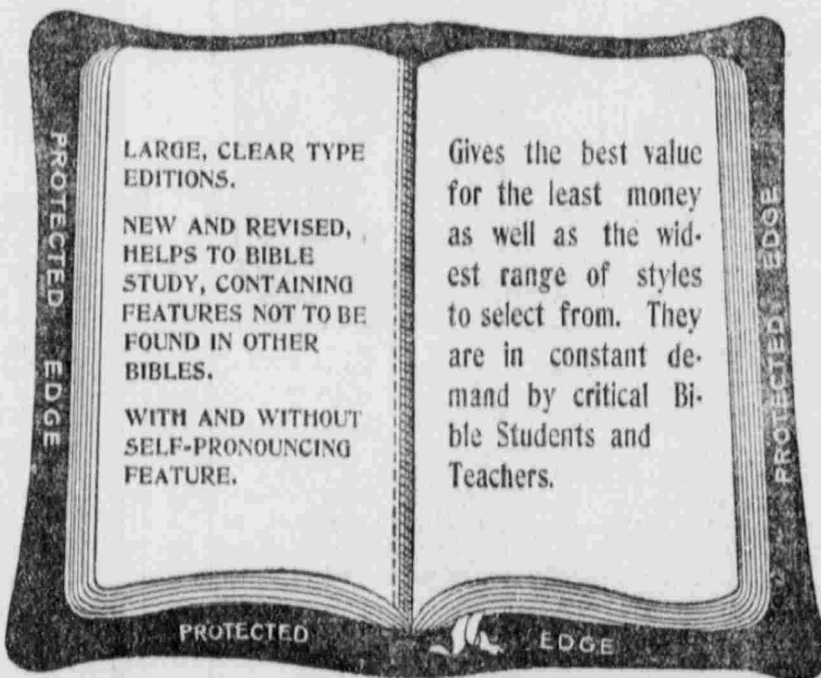 LARGE, CLEAR TYPE
EDITIONS.
NEW AND REVISED,
HELPS TO BIBLE
STUDY, CONTAINING
FEATURES NOT TO BE
FOUND IN OTHER
BIBLES.
WITH AND WITHOUT
SELF-PRONOUNCING
FEATURE.
Gives the best value
for the least money
as well as the wid-
est range of styles
to select from. They
are in constant de-
mand by critical Bi-
ble Students and
Teachers.
PROTECTED EDGE
PROTECTED EDGE
PROTECTED EDGE